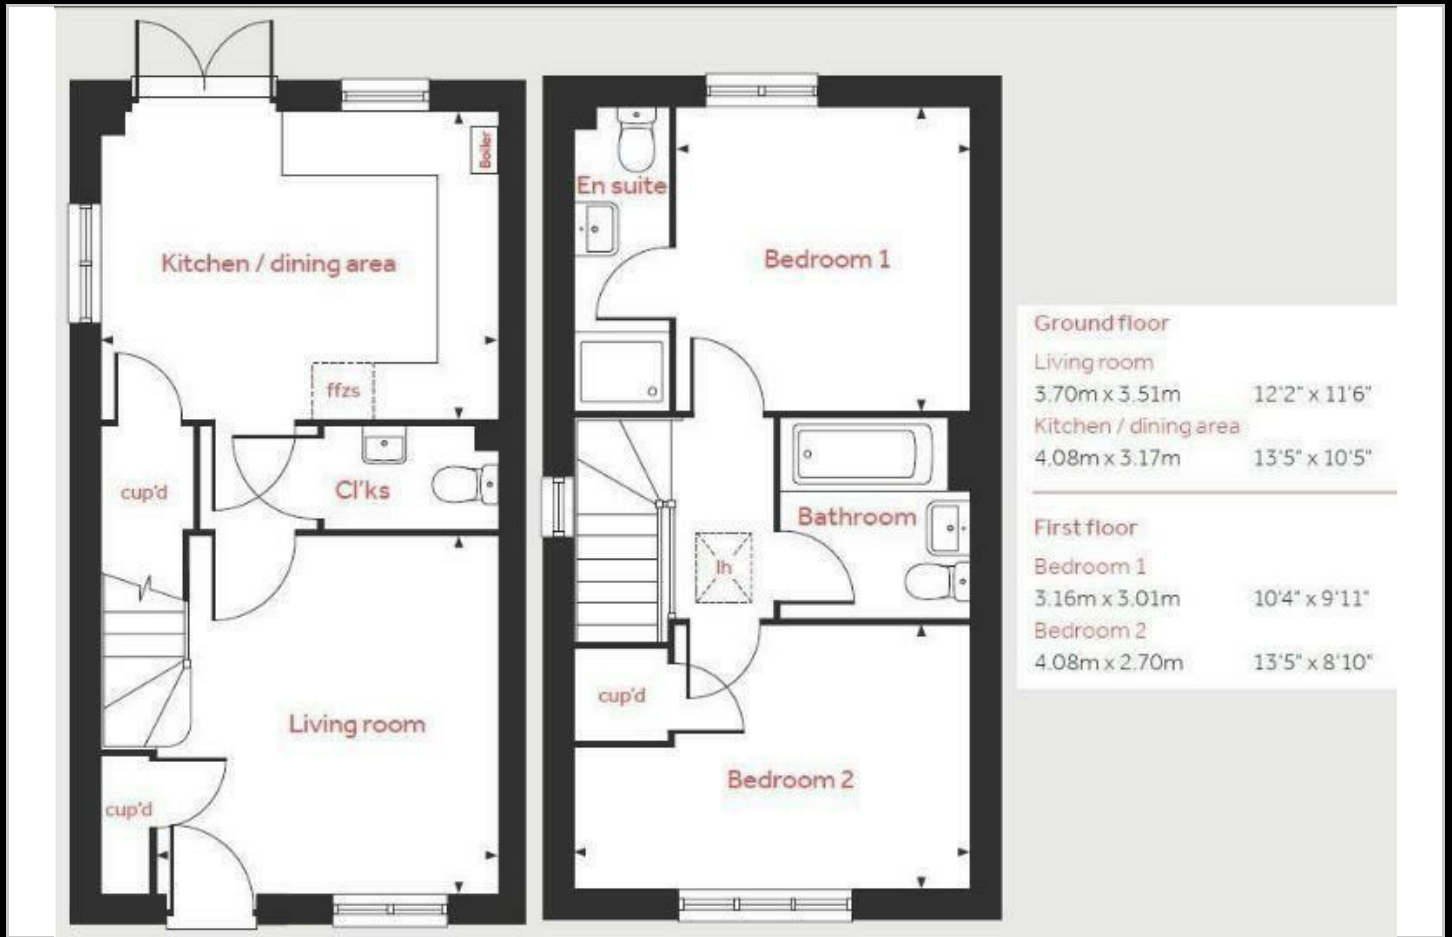 Boiler
Kitchen / dining area
ffzs
cup'd
Cl'ks
Living room
cup'd
En suite
Bedroom 1
Bathroom
lh
cup'd
Bedroom 2
Ground floor
Living room
3.70m x 3.51m 12'2" x 11'6"
Kitchen / dining area
4.08m x 3.17m 13'5" x 10'5"
First floor
Bedroom 1
3.16m x 3.01m 10'4" x 9'11"
Bedroom 2
4.08m x 2.70m 13'5" x 8'10"